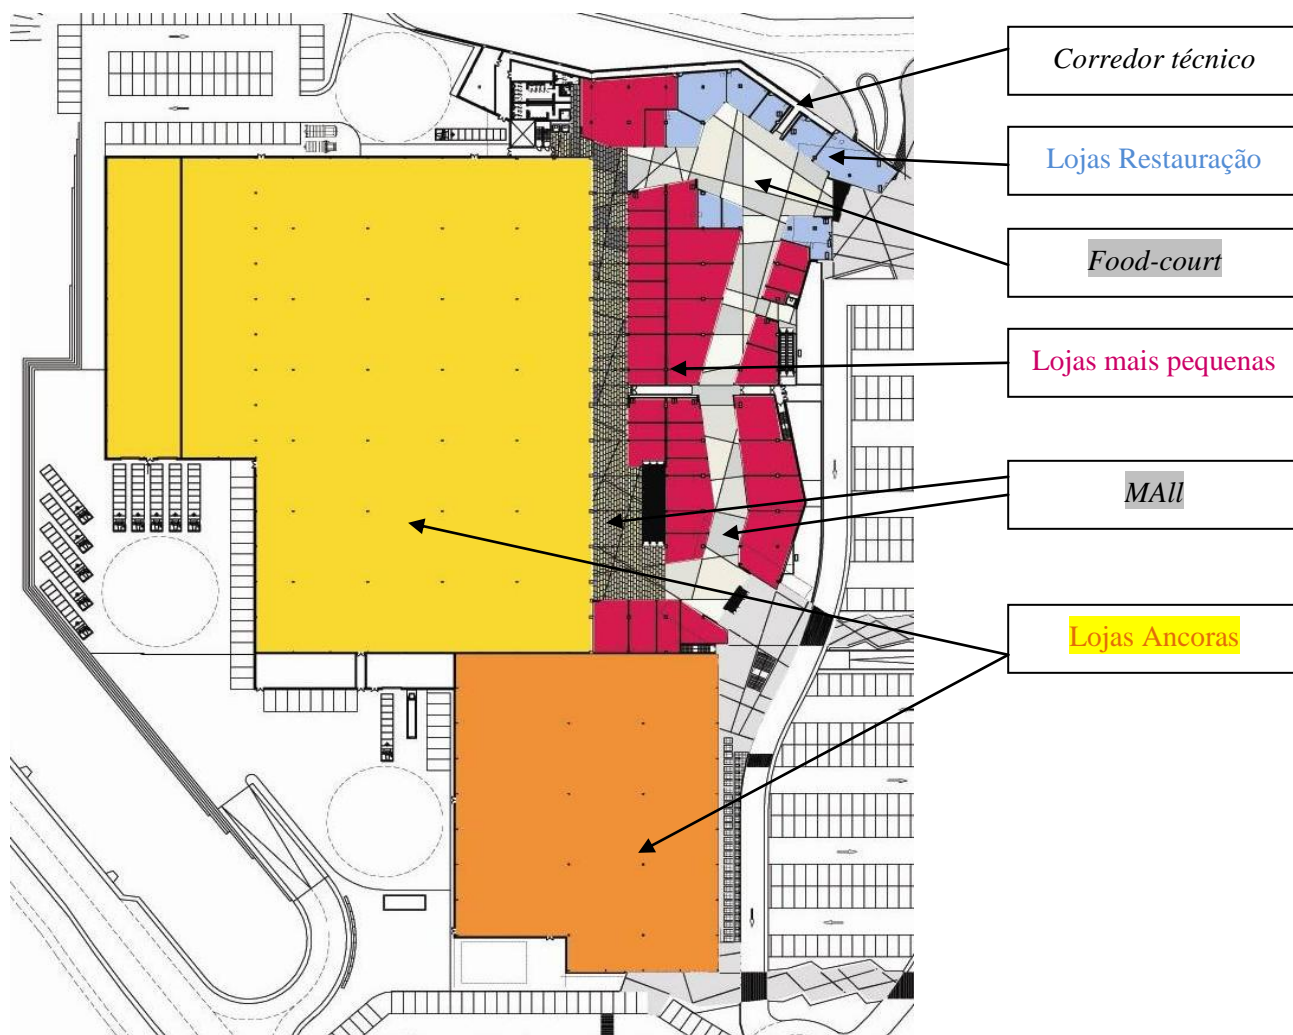 Corredor técnico
Lojas Restauração
Food-court
Lojas mais pequenas
MAll
Lojas Ancoras